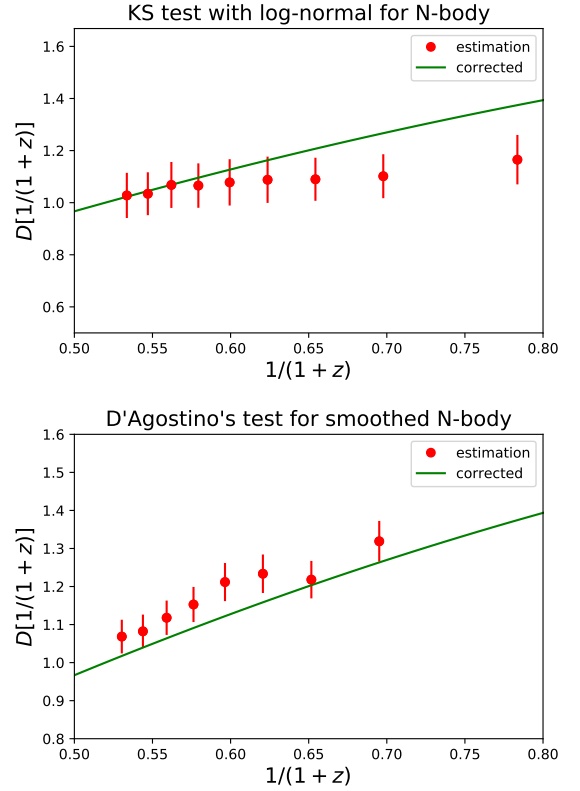 KS test with log-normal for N-body
1.6
1.4
1.2
1.0
0.8
0.6
D[1/(1 + z)]
estimation
corrected
0.50 0.55 0.60 0.65 0.70 0.75 0.80
1/(1 + z)
D'Agostino's test for smoothed N-body
1.6
1.5
1.4
1.3
1.2
1.1
1.0
0.9
0.8
D[1/(1 + z)]
estimation
corrected
0.50 0.55 0.60 0.65 0.70 0.75 0.80
1/(1 + z)